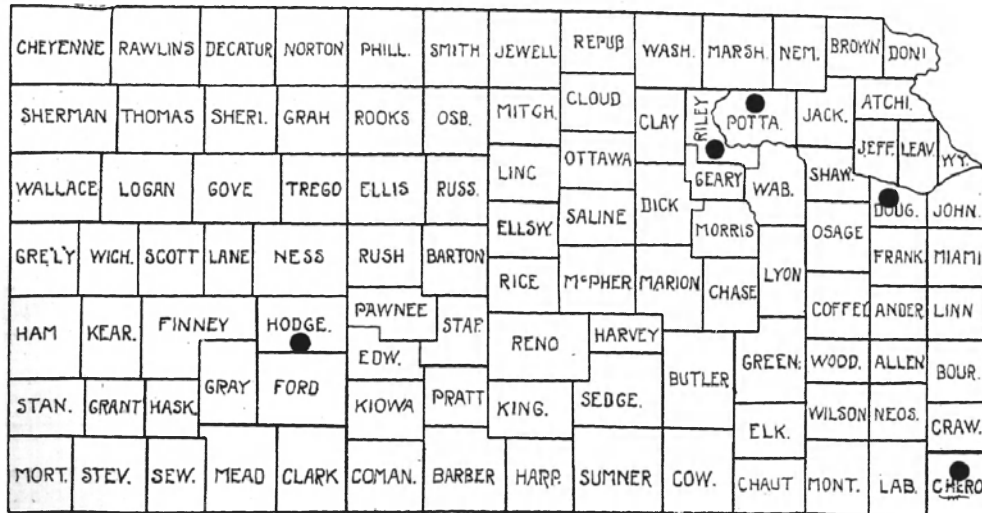 CHEYENNE RAWLINS DECATUR NORTON PHILL. SMITH JEWELL REPUB WASH. MARSH. NEM. BROWN DONI
SHERMAN THOMAS SHERI. GRAH ROOKS OSB. MITCH. CLOUD CLAY RILEY POTTA. JACK. ATCHI.
JEFF. LEAV. WY.
WALLACE LOGAN GOVE TREGO ELLIS RUSS. LINC OTTAWA DICK GEARY WAB. SHAW. DOUG. JOHN.
ELLSW. SALINE MORRIS OSAGE
GRE'LY WICH. SCOTT LANE NESS RUSH BARTON RICE McPHER MARION CHASE LYON FRANK. MIAMI
HAM KEAR. FINNEY HODGE. PAWNEE STAF. RENO HARVEY COFFEE ANDER LINN
EDW.
STAN. GRANT HASK. GRAY FORD KIOWA PRATT KING. SEDGE. BUTLER GREEN. WOOD. ALLEN BOUR.
ELK. WILSON NEOS. CRAW.
MORT. STEV. SEW. MEAD CLARK COMAN. BARBER HARP. SUMNER COW. CHAUT MONT. LAB. CHERO